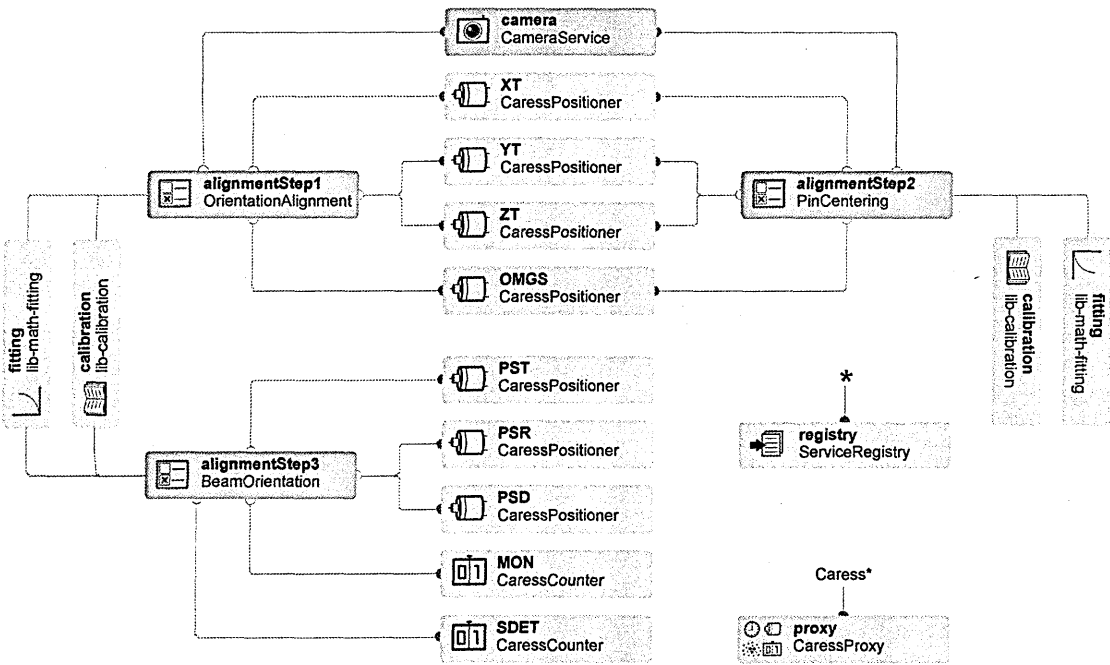 camera
CameraService
XT
CaressPositioner
YT
CaressPositioner
alignmentStep1
OrientationAlignment
alignmentStep2
PinCentering
ZT
CaressPositioner
OMGS
CaressPositioner
fitting
lib-math-fitting
calibration
lib-calibration
calibration
lib-calibration
fitting
lib-math-fitting
PST
CaressPositioner
*
PSR
CaressPositioner
registry
ServiceRegistry
alignmentStep3
BeamOrientation
PSD
CaressPositioner
MON
CaressCounter
Caress*
SDET
CaressCounter
proxy
CaressProxy